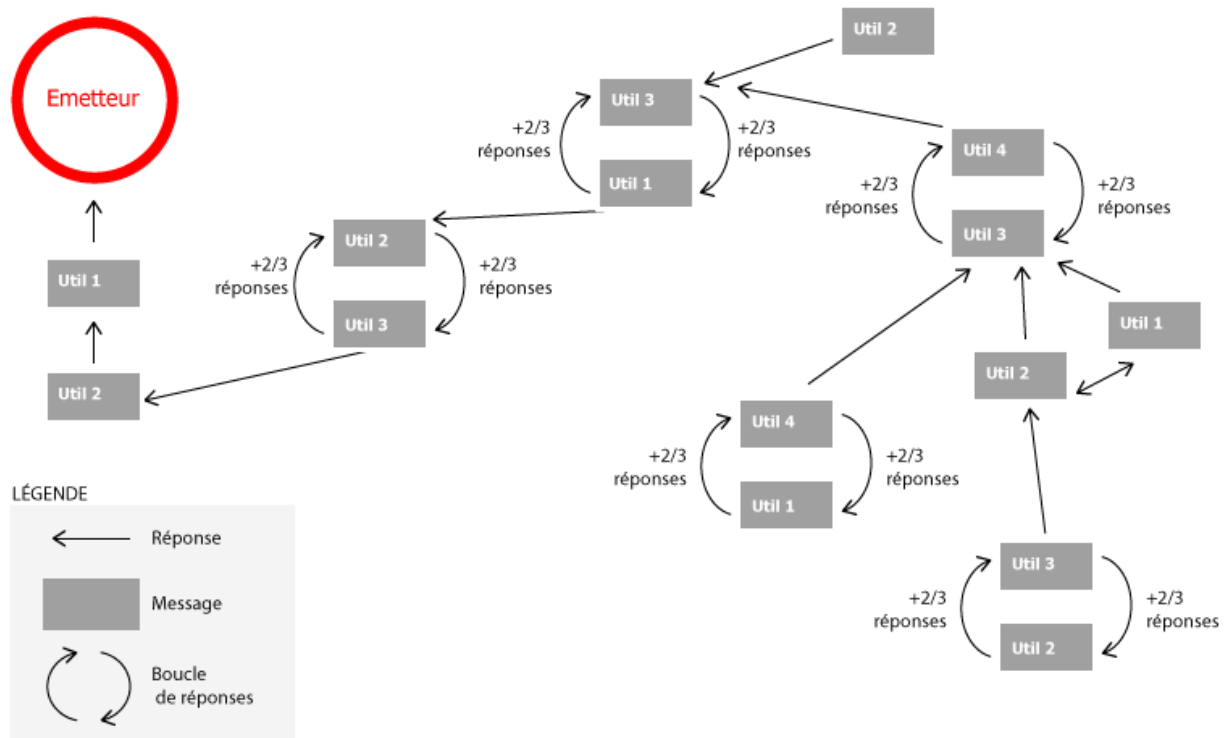 Emetteur
Util 1
Util 2
Util 2
Util 3
+2/3
réponses
+2/3
réponses
Util 3
Util 1
+2/3
réponses
+2/3
réponses
Util 2
Util 4
Util 3
+2/3
réponses
+2/3
réponses
Util 1
Util 2
Util 4
Util 1
+2/3
réponses
+2/3
réponses
Util 3
Util 2
+2/3
réponses
+2/3
réponses
LÉGENDE
Réponse
Message
Boucle
de réponses